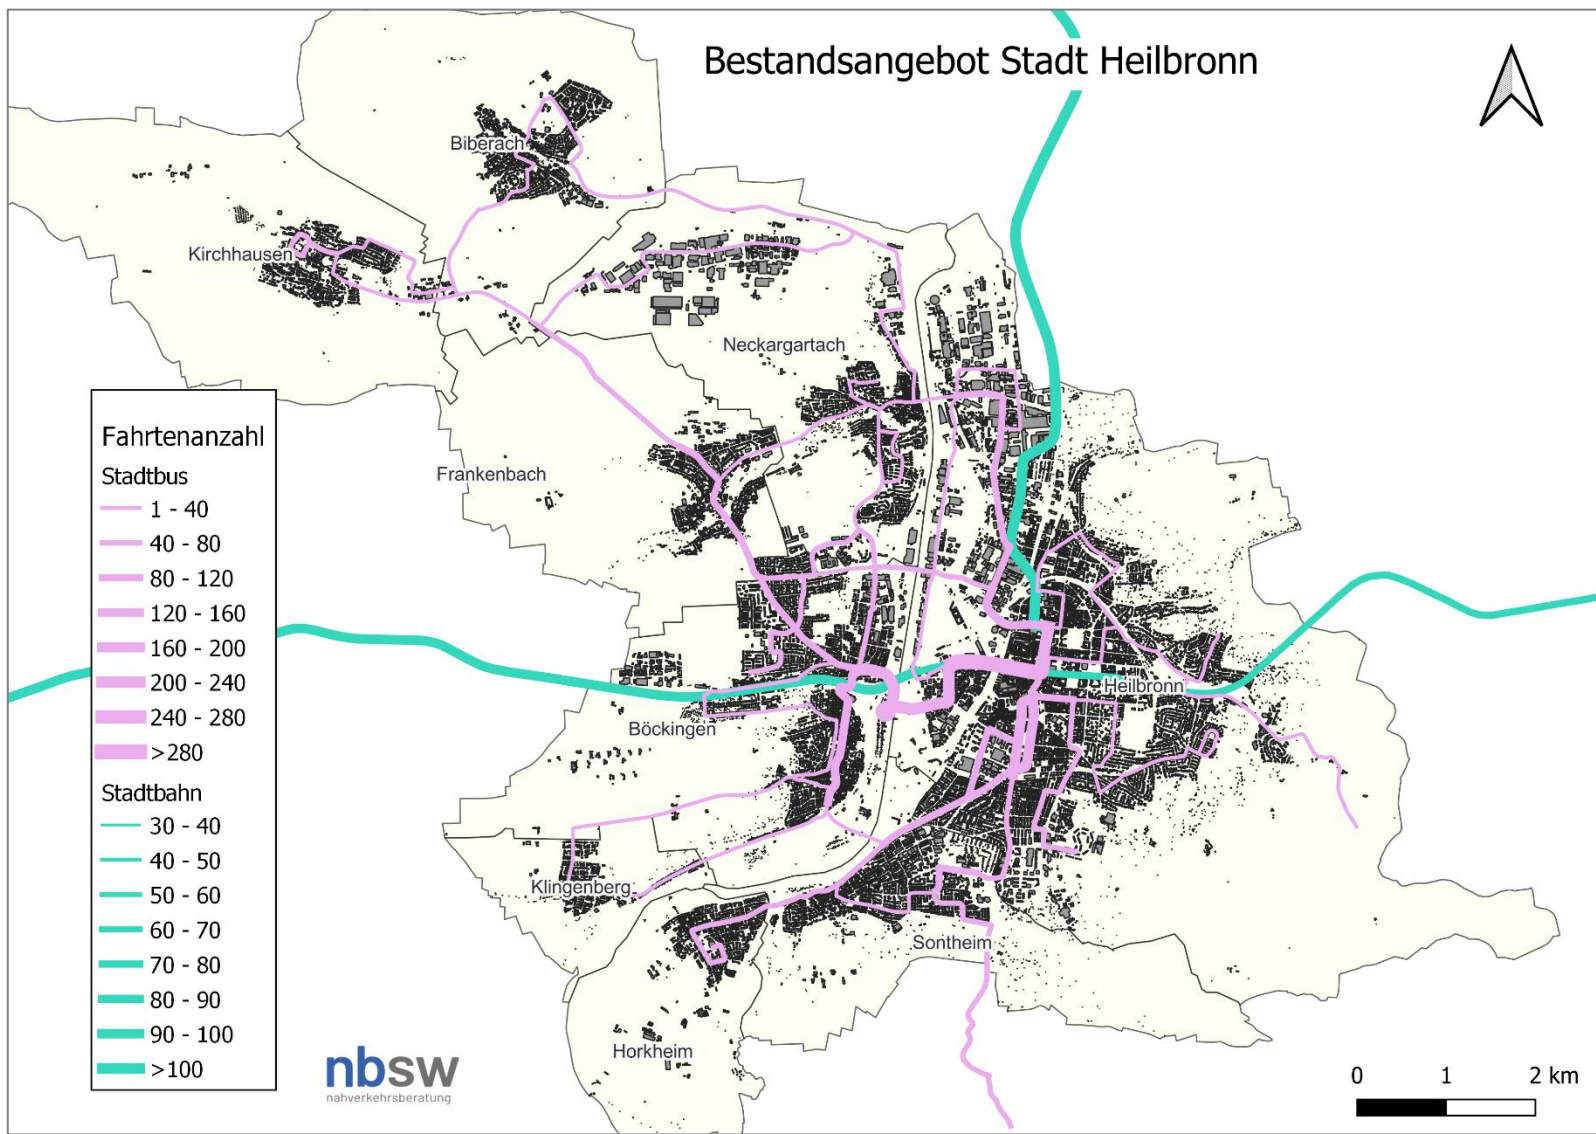 Bestandsangebot Stadt Heilbronn
Biberach
Kirchhausen
Neckargartach
Frankenbach
Heilbronn
Böckingen
Klingenberg
Sontheim
Horkheim
Fahrtenanzahl
Stadtbus
1 - 40
40 - 80
80 - 120
120 - 160
160 - 200
200 - 240
240 - 280
>280
Stadtbahn
30 - 40
40 - 50
50 - 60
60 - 70
70 - 80
80 - 90
90 - 100
>100
nbsw
nahverkehrsberatung
0 1 2 km